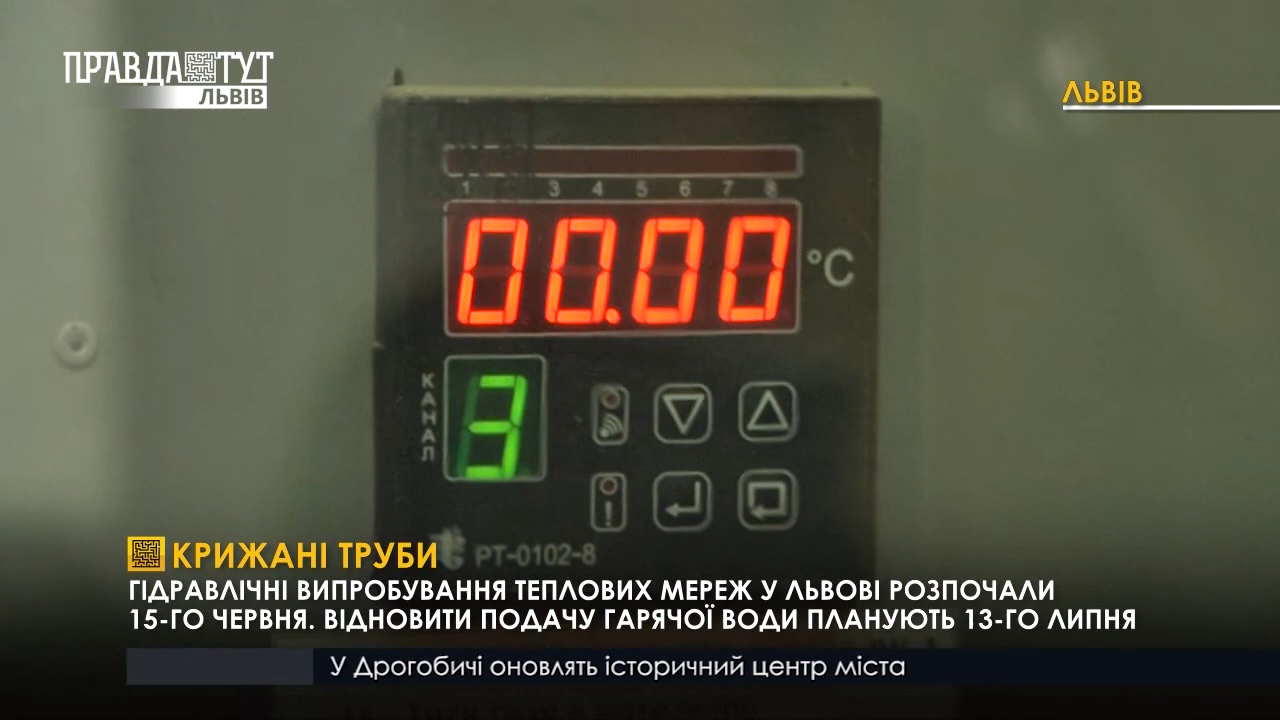 ПРАВДА ТУТ
ЛЬВІВ
ЛЬВІВ
1 3 4 5 6 7 8
00.00 °C
КАНАЛ
3
РТ-0102-8
КРИЖАНІ ТРУБИ
ГІДРАВЛІЧНІ ВИПРОБУВАННЯ ТЕПЛОВИХ МЕРЕЖ У ЛЬВОВІ РОЗПОЧАЛИ
15-ГО ЧЕРВНЯ. ВІДНОВИТИ ПОДАЧУ ГАРЯЧОЇ ВОДИ ПЛАНУЮТЬ 13-ГО ЛИПНЯ
У Дрогобичі оновлять історичний центр міста